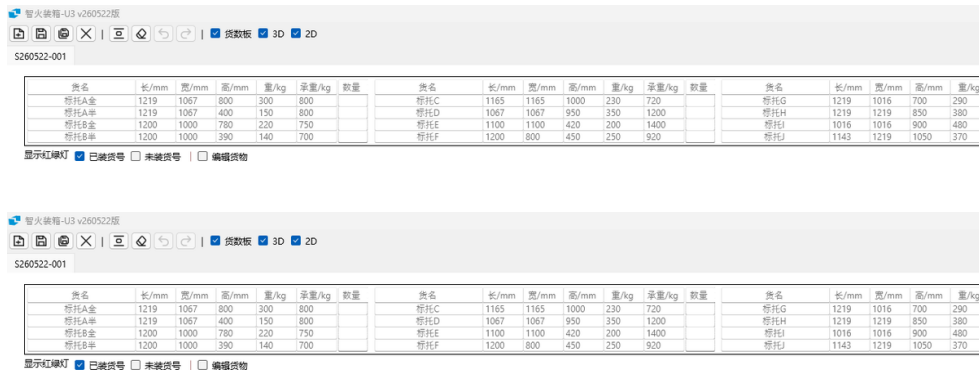 智火装箱-U3 v260522版
| | 货数板 3D 2D
S260522-001
货名 长/mm 宽/mm 高/mm 重/kg 承重/kg 数量 货名 长/mm 宽/mm 高/mm 重/kg 承重/kg 数量 货名 长/mm 宽/mm 高/mm 重/kg
标托A全 1219 1067 800 300 800 标托C 1165 1165 1000 230 720 标托G 1219 1016 700 290
标托A半 1219 1067 400 150 800 标托D 1067 1067 950 350 1200 标托H 1219 1219 850 380
标托B全 1200 1000 780 220 750 标托E 1100 1100 420 200 1400 标托I 1016 1016 900 480
标托B半 1200 1000 390 140 700 标托F 1200 800 450 250 920 标托J 1143 1219 1050 370
显示红绿灯 已装货号 未装货号 | 编辑货物
智火装箱-U3 v260522版
| | 货数板 3D 2D
S260522-001
货名 长/mm 宽/mm 高/mm 重/kg 承重/kg 数量 货名 长/mm 宽/mm 高/mm 重/kg 承重/kg 数量 货名 长/mm 宽/mm 高/mm 重/kg
标托A全 1219 1067 800 300 800 标托C 1165 1165 1000 230 720 标托G 1219 1016 700 290
标托A半 1219 1067 400 150 800 标托D 1067 1067 950 350 1200 标托H 1219 1219 850 380
标托B全 1200 1000 780 220 750 标托E 1100 1100 420 200 1400 标托I 1016 1016 900 480
标托B半 1200 1000 390 140 700 标托F 1200 800 450 250 920 标托J 1143 1219 1050 370
显示红绿灯 已装货号 未装货号 | 编辑货物